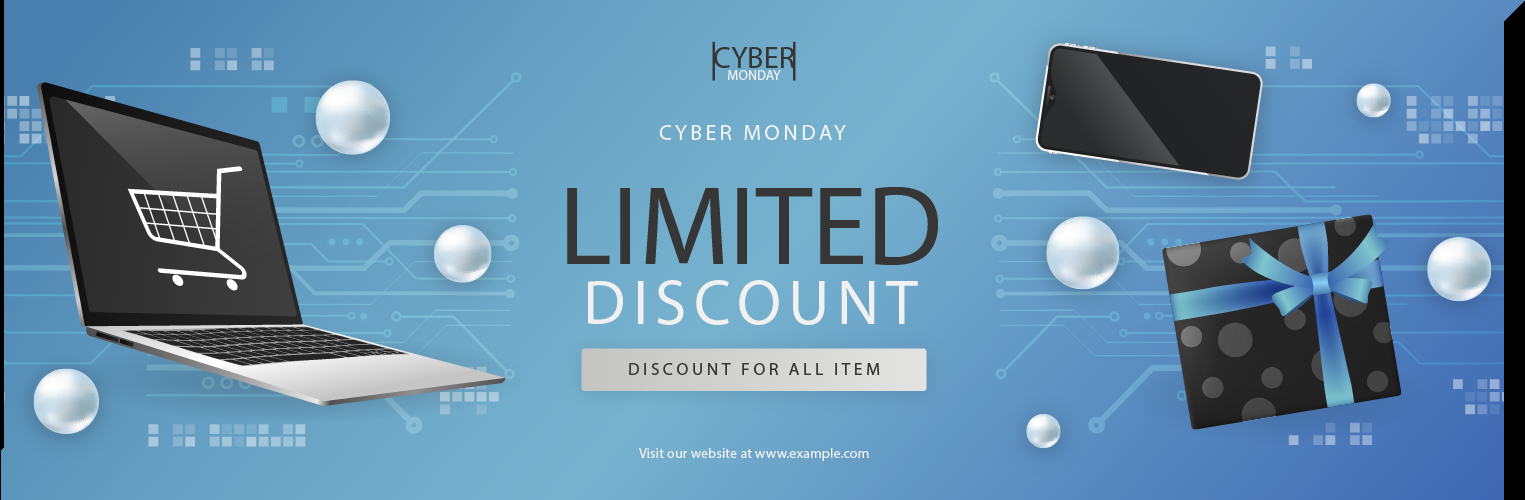 CYBER
MONDAY
CYBER MONDAY
LIMITED
DISCOUNT
DISCOUNT FOR ALL ITEM
Visit our website at www.example.com